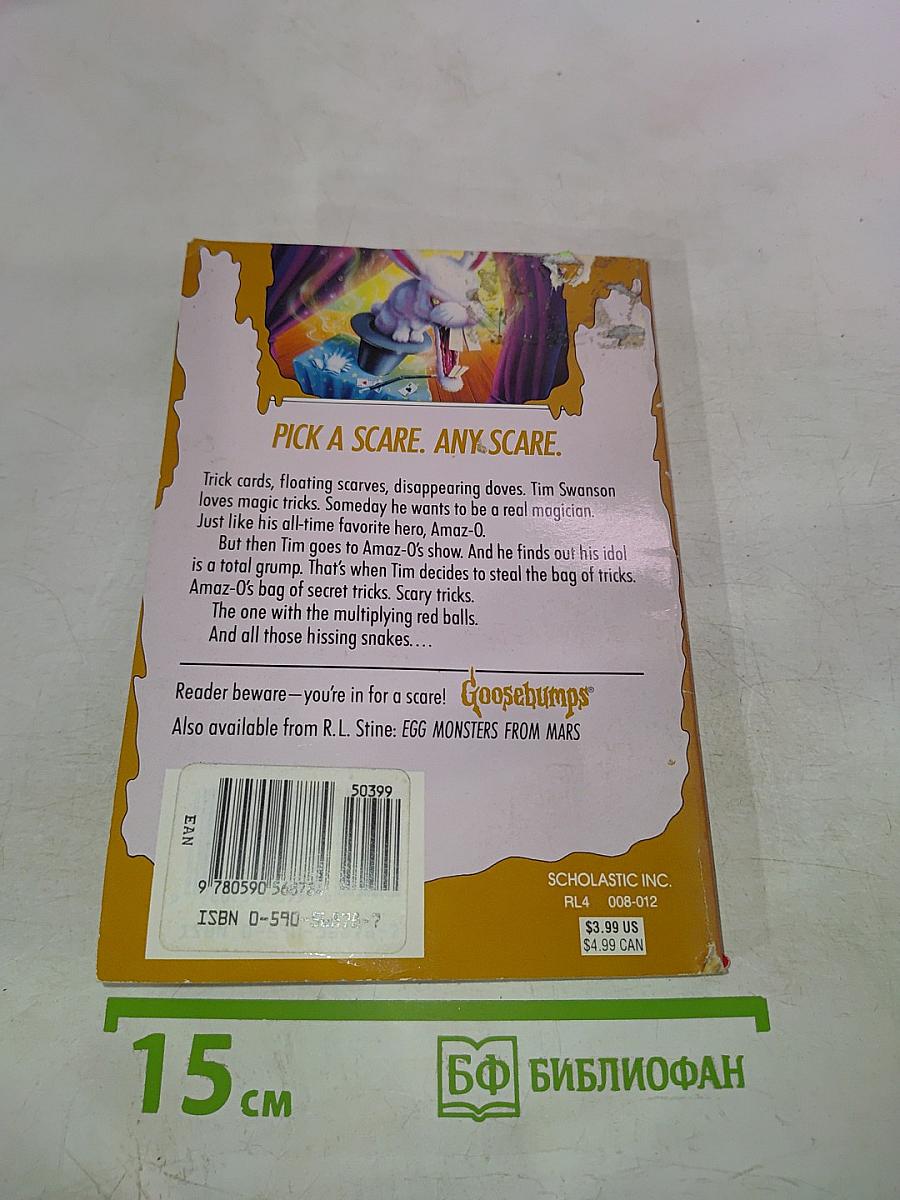 PICK A SCARE. ANY SCARE.
Trick cards, floating scarves, disappearing doves. Tim Swanson
loves magic tricks. Someday he wants to be a real magician.
Just like his all-time favorite hero, Amaz-O.
But then Tim goes to Amaz-O's show. And he finds out his idol
is a total grump. That's when Tim decides to steal the bag of tricks.
Amaz-O's bag of secret tricks. Scary tricks.
The one with the multiplying red balls.
And all those hissing snakes....
Reader beware—you're in for a scare! Goosebumps®
Also available from R.L. Stine: EGG MONSTERS FROM MARS
50399
EAN
9 780590
ISBN 0-590
SCHOLASTIC INC.
RL4 008-012
$3.99 US
$4.99 CAN
15 см
БФ БИБЛИОФАН